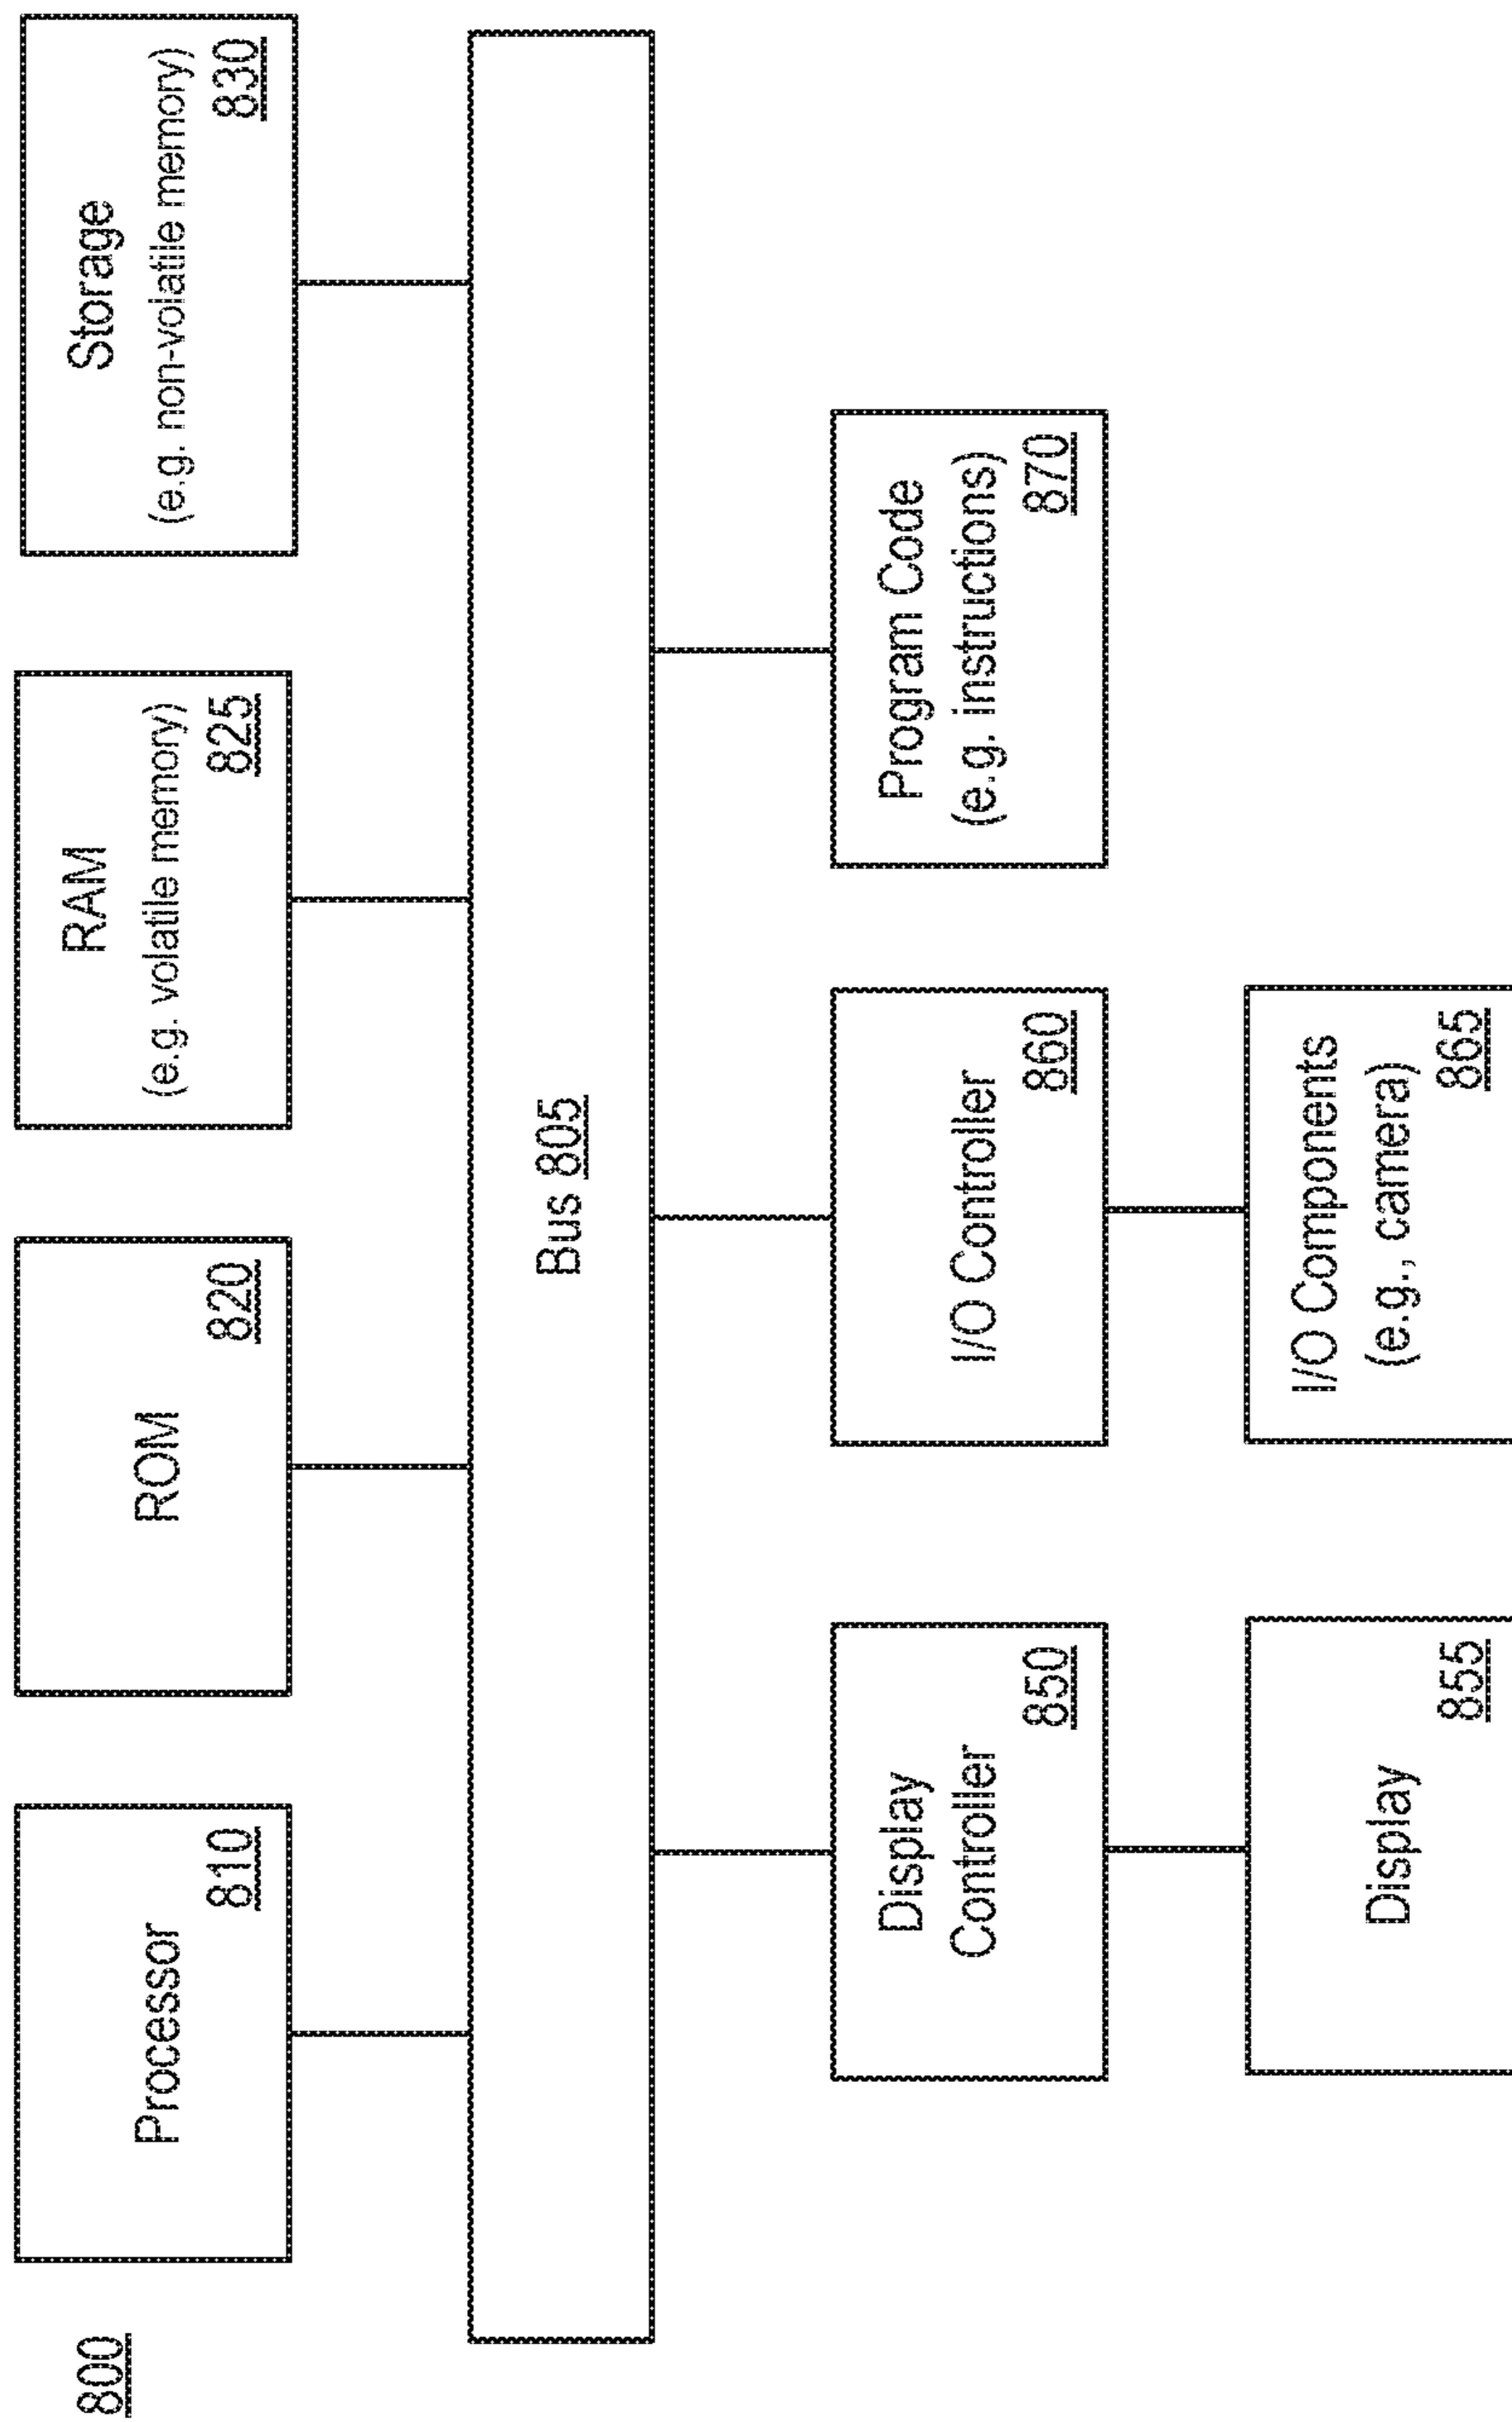 800
Processor
810
ROM
820
RAM
(e.g. volatile memory)
825
Storage
(e.g. non-volatile memory)
830
Bus 805
Display
Controller
850
I/O Controller
860
Program Code
(e.g. instructions)
870
Display
855
I/O Components
(e.g., camera)
865